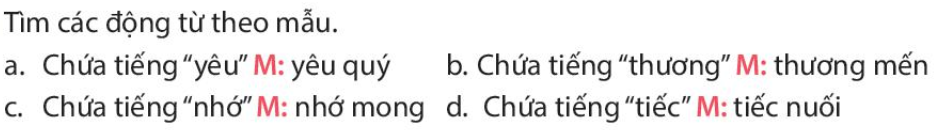 Tìm các động từ theo mẫu.
a. Chứa tiếng “yêu” M: yêu quý b. Chứa tiếng “thương” M: thương mến
c. Chứa tiếng “nhớ” M: nhớ mong d. Chứa tiếng “tiếc” M: tiếc nuối